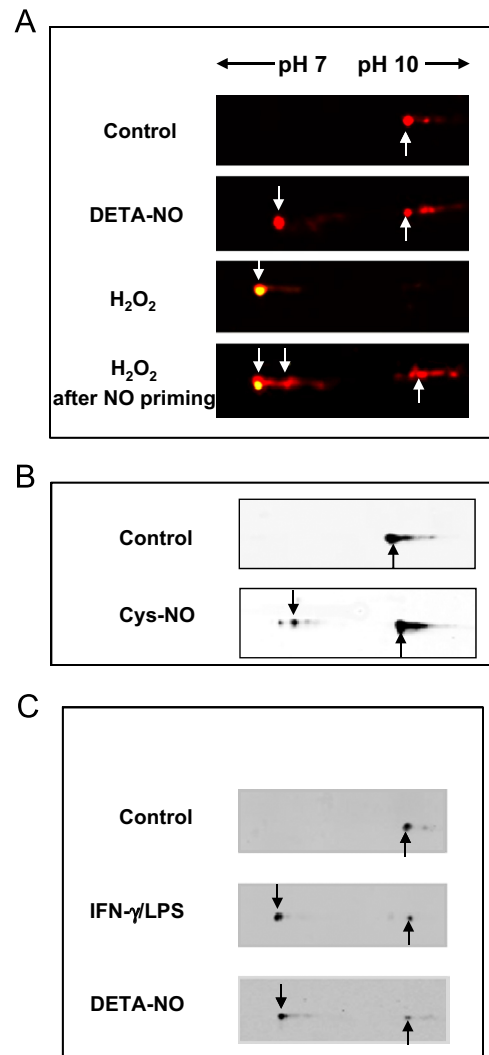 A
pH 7 pH 10
Control
DETA-NO
H₂O₂
H₂O₂
after NO priming
B
Control
Cys-NO
C
Control
IFN-γ/LPS
DETA-NO